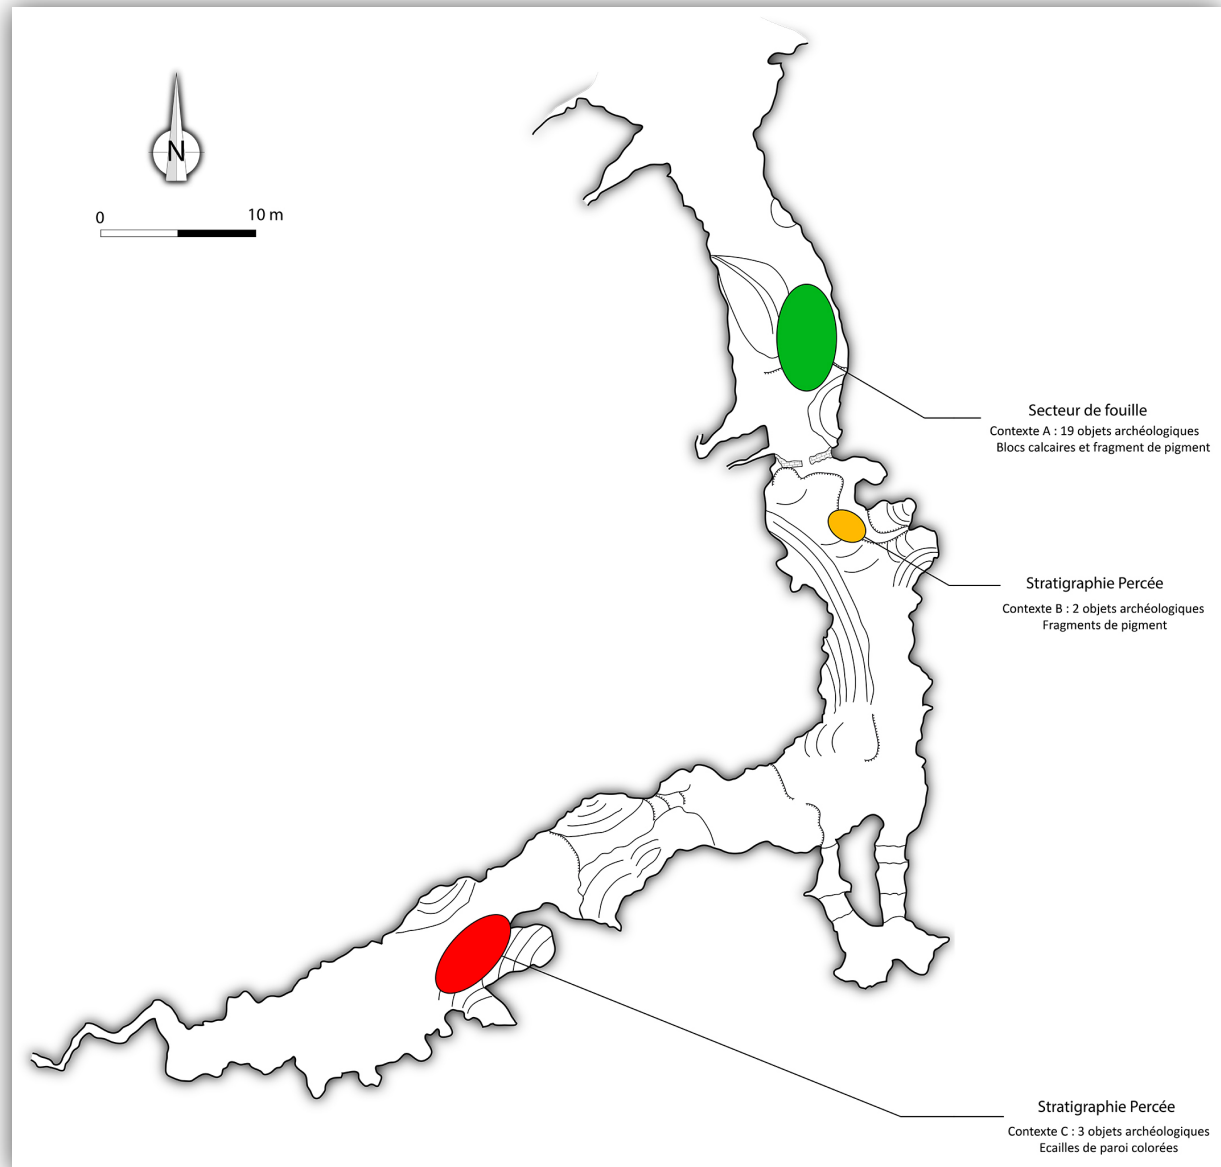 N
0
10 m
Secteur de fouille
Contexte A : 19 objets archéologiques
Blocs calcaires et fragment de pigment
Stratigraphie Percée
Contexte B : 2 objets archéologiques
Fragments de pigment
Stratigraphie Percée
Contexte C : 3 objets archéologiques
Ecailles de paroi colorées